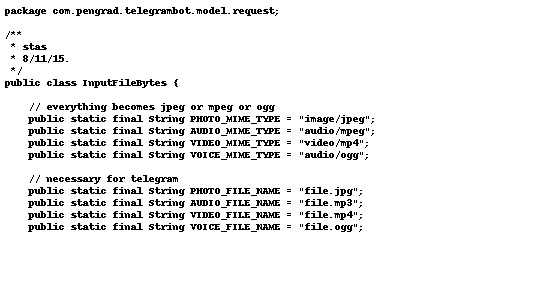 package com.pengrad.telegrambot.model.request;

/**
 * stas
 * 8/11/15.
 */
public class InputFileBytes {

    // everything becomes jpeg or mpeg or ogg
    public static final String PHOTO_MIME_TYPE = "image/jpeg";
    public static final String AUDIO_MIME_TYPE = "audio/mpeg";
    public static final String VIDEO_MIME_TYPE = "video/mp4";
    public static final String VOICE_MIME_TYPE = "audio/ogg";

    // necessary for telegram
    public static final String PHOTO_FILE_NAME = "file.jpg";
    public static final String AUDIO_FILE_NAME = "file.mp3";
    public static final String VIDEO_FILE_NAME = "file.mp4";
    public static final String VOICE_FILE_NAME = "file.ogg";